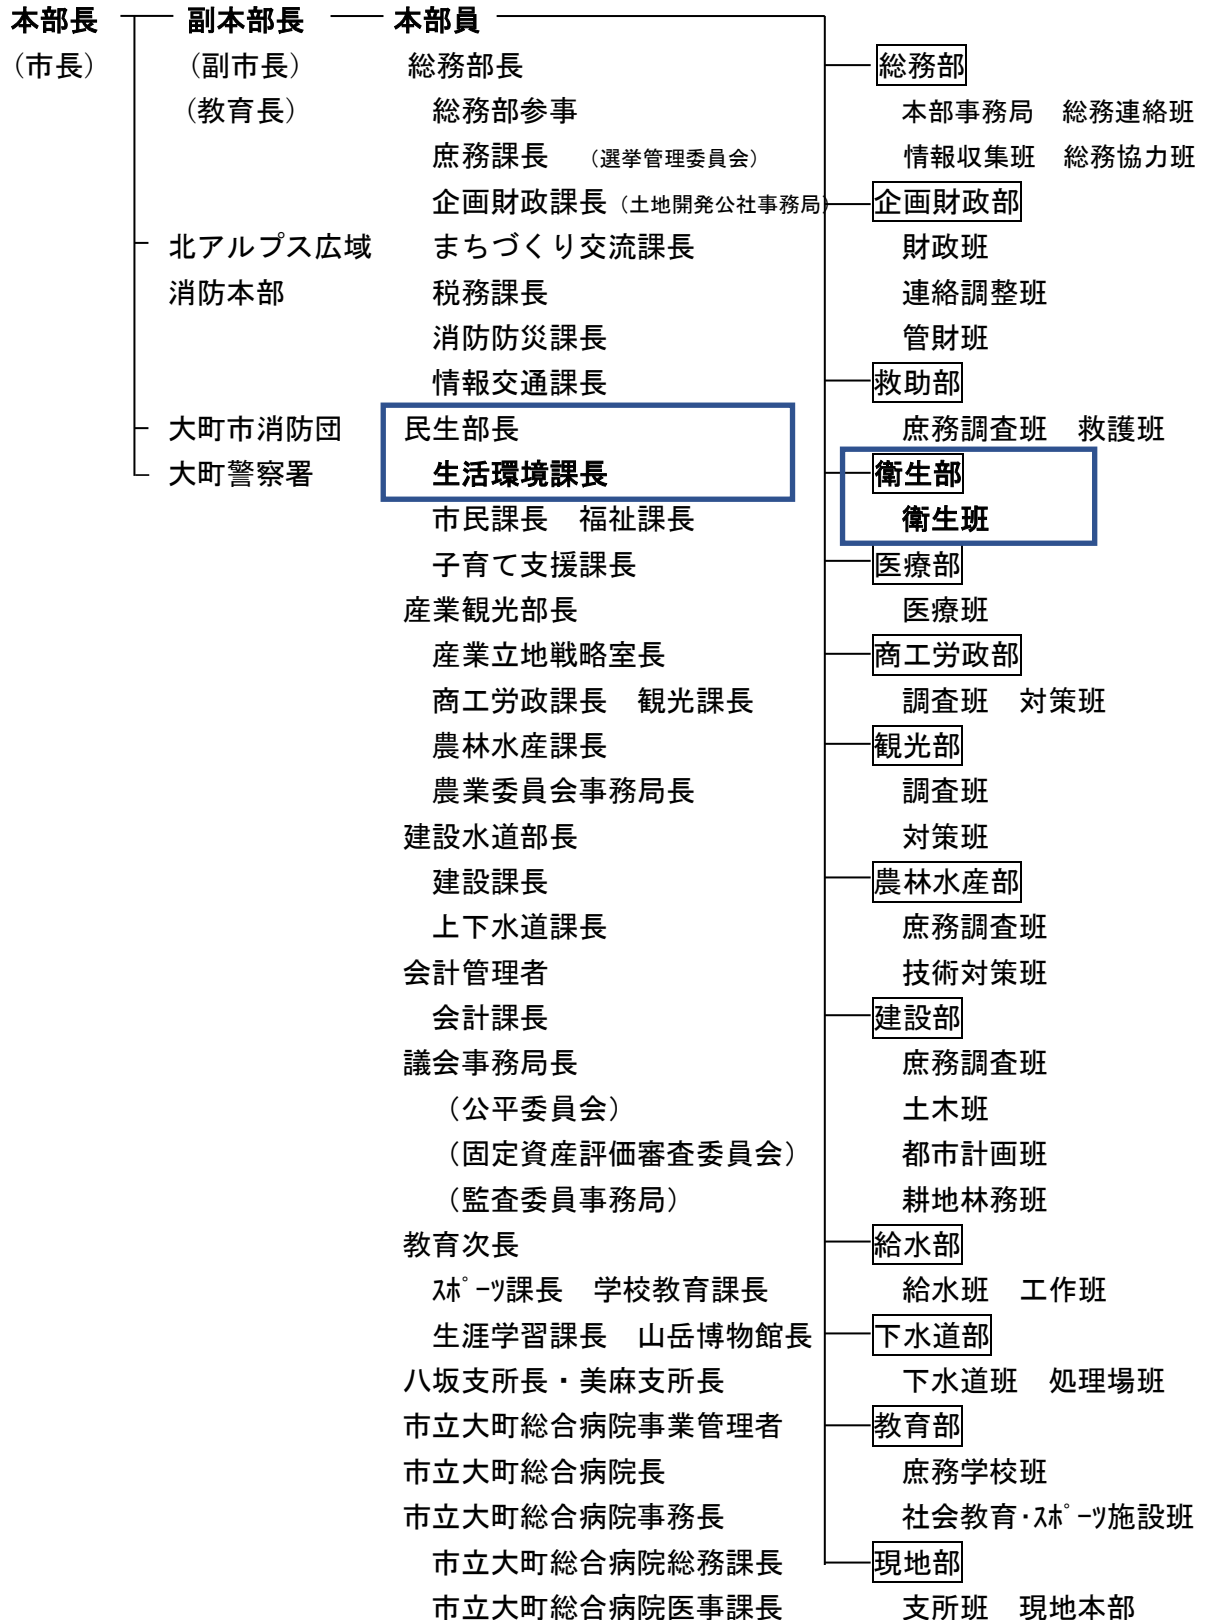 本部長　副本部長　本部員
（市長）　（副市長）　総務部長　総務部
（教育長）　総務部参事　本部事務局　総務連絡班
庶務課長　（選挙管理委員会）　情報収集班　総務協力班
企画財政課長（土地開発公社事務局）　企画財政部
北アルプス広域　まちづくり交流課長　財政班
消防本部　税務課長　連絡調整班
消防防災課長　管財班
情報交通課長　救助部
大町市消防団　民生部長　庶務調査班　救護班
大町警察署　生活環境課長　衛生部
市民課長　福祉課長　衛生班
子育て支援課長　医療部
産業観光部長　医療班
産業立地戦略室長　商工労政部
商工労政課長　観光課長　調査班　対策班
農林水産課長　観光部
農業委員会事務局長　調査班
建設水道部長　対策班
建設課長　農林水産部
上下水道課長　庶務調査班
会計管理者　技術対策班
会計課長　建設部
議会事務局長　庶務調査班
（公平委員会）　土木班
（固定資産評価審査委員会）　都市計画班
（監査委員事務局）　耕地林務班
教育次長　給水部
ｽﾎﾟｰﾂ課長　学校教育課長　給水班　工作班
生涯学習課長　山岳博物館長　下水道部
八坂支所長・美麻支所長　下水道班　処理場班
市立大町総合病院事業管理者　教育部
市立大町総合病院長　庶務学校班
市立大町総合病院事務長　社会教育･ｽﾎﾟｰﾂ施設班
市立大町総合病院総務課長　現地部
市立大町総合病院医事課長　支所班　現地本部